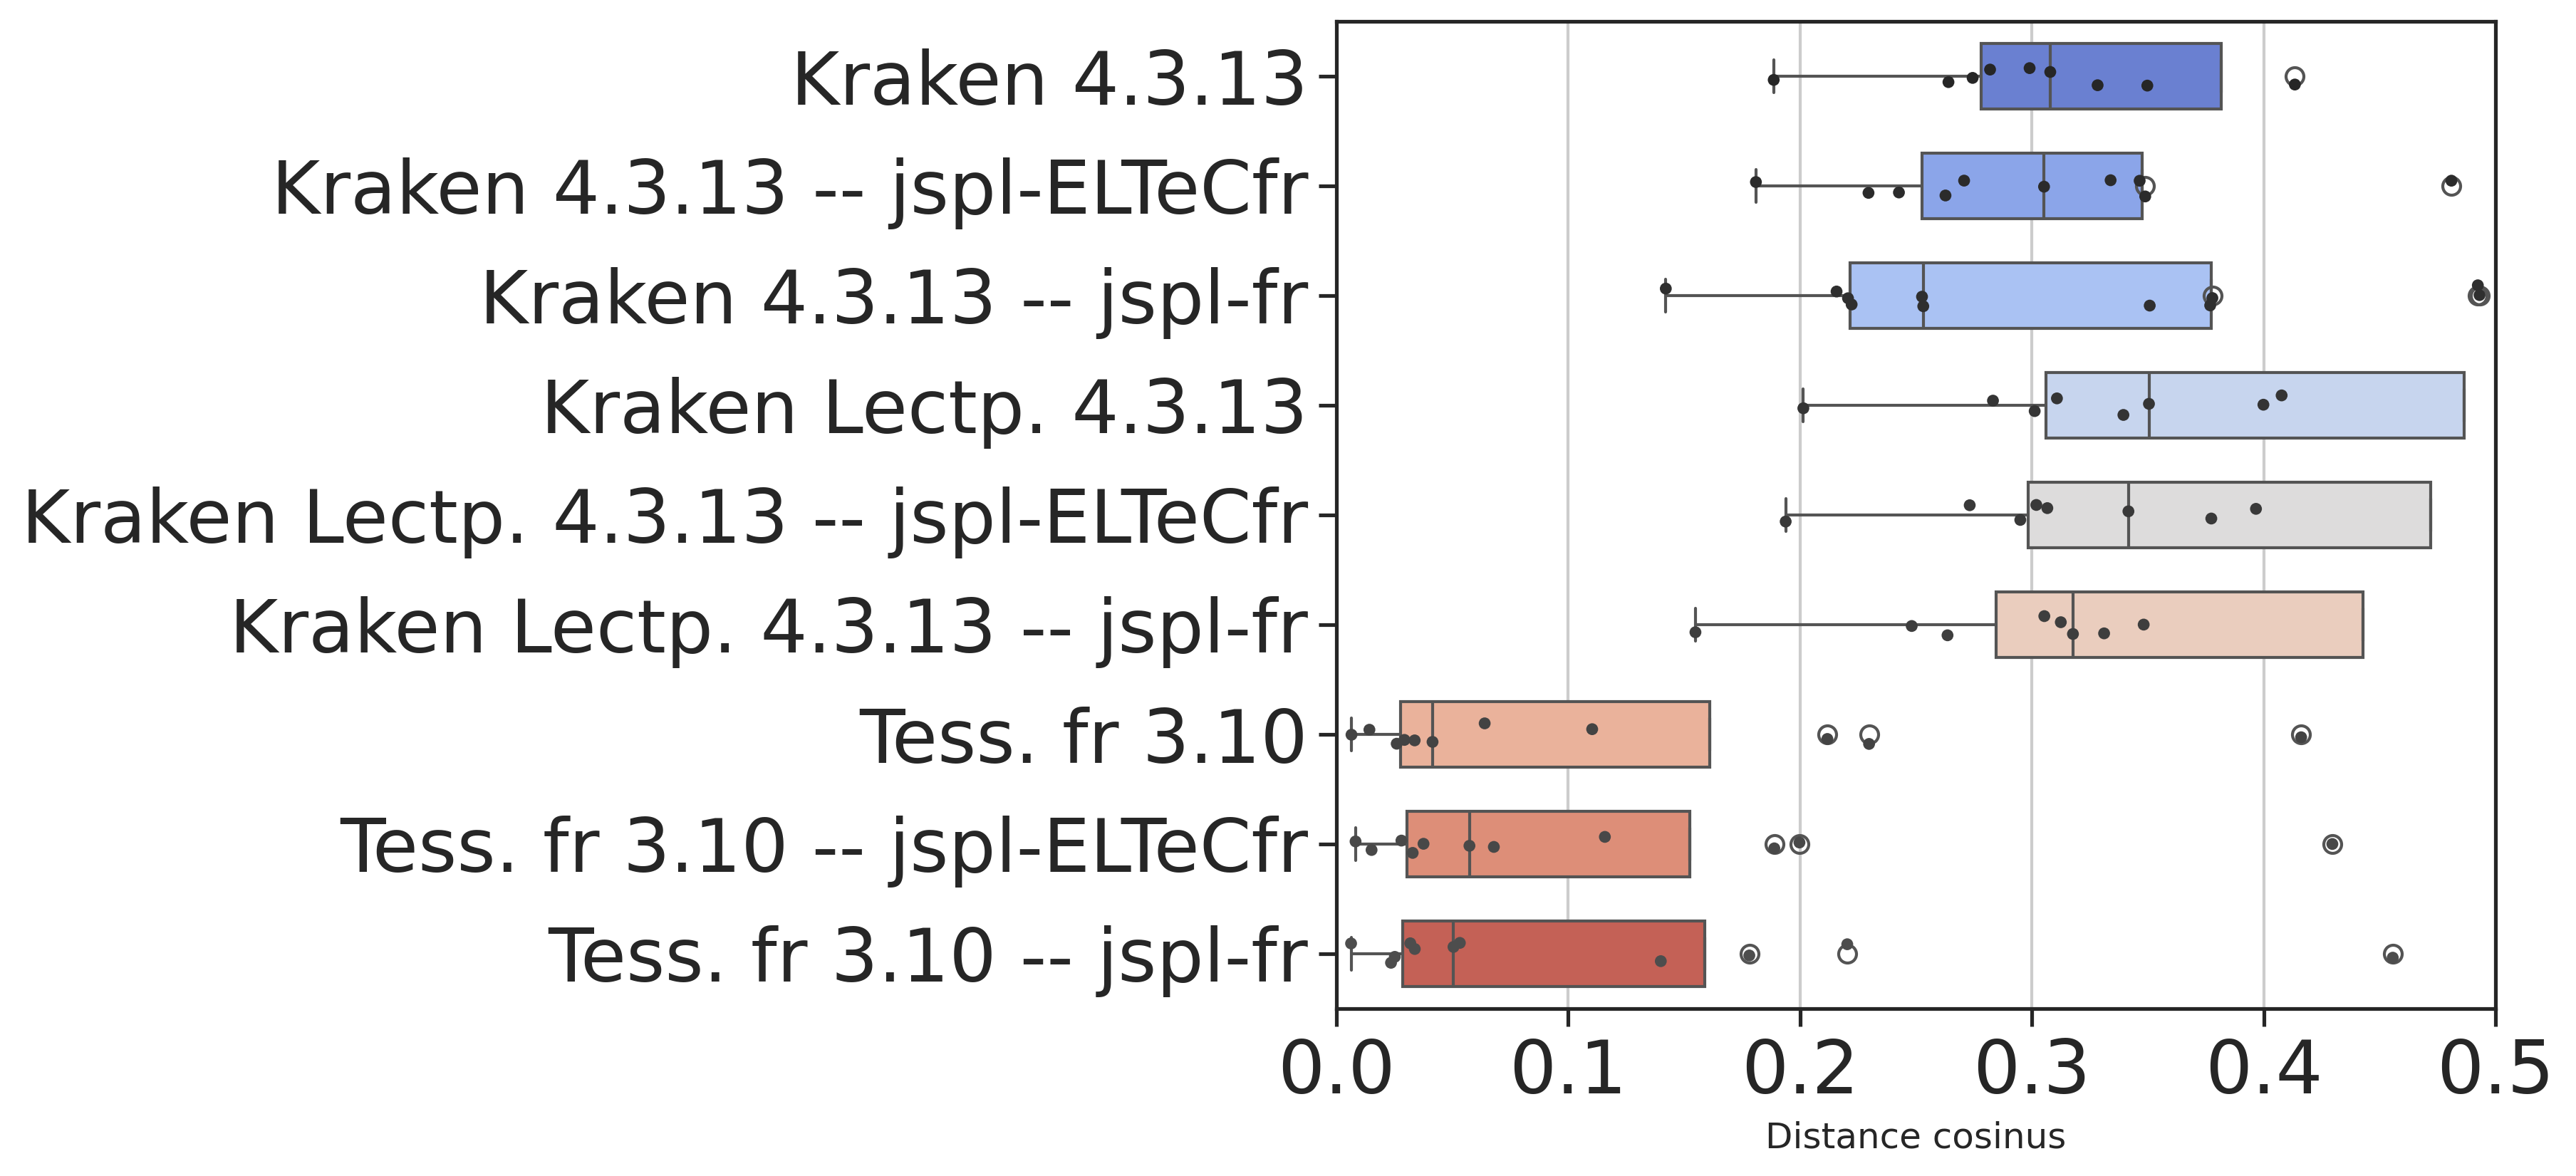 Kraken 4.3.13
Kraken 4.3.13 -- jspl-ELTeCfr
Kraken 4.3.13 -- jspl-fr
Kraken Lectp. 4.3.13
Kraken Lectp. 4.3.13 -- jspl-ELTeCfr
Kraken Lectp. 4.3.13 -- jspl-fr
Tess. fr 3.10
Tess. fr 3.10 -- jspl-ELTeCfr
Tess. fr 3.10 -- jspl-fr
0.0 0.1 0.2 0.3 0.4 0.5
Distance cosinus